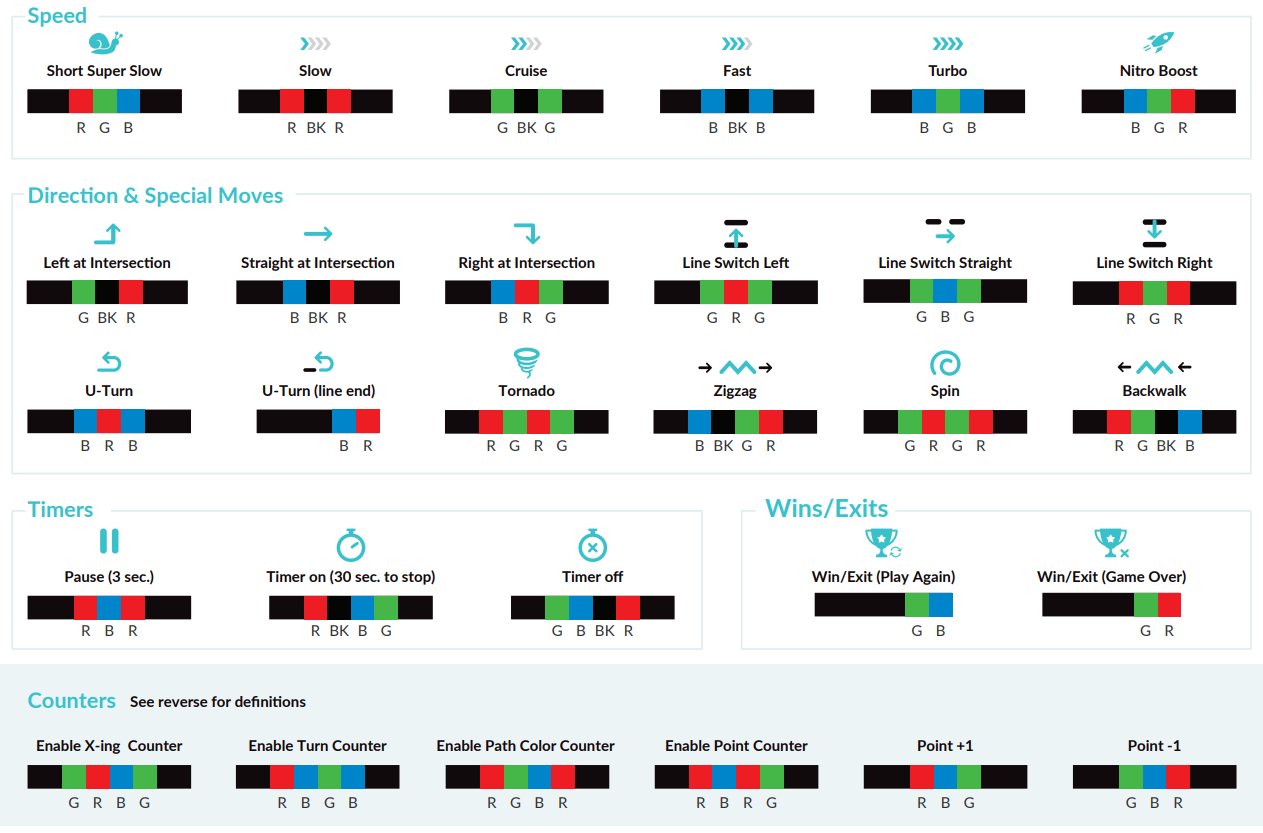 Speed
Short Super Slow
Slow
Cruise
Fast
Turbo
Nitro Boost
R G B
R BK R
G BK G
B BK B
B G B
B G R
Direction & Special Moves
Left at Intersection
Straight at Intersection
Right at Intersection
Line Switch Left
Line Switch Straight
Line Switch Right
G BK R
B BK R
B R G
G R G
G B G
R G R
U-Turn
U-Turn (line end)
Tornado
Zigzag
Spin
Backwalk
B R B
B R
R G R G
B BK G R
G R G R
R G BK B
Timers
Pause (3 sec.)
Timer on (30 sec. to stop)
Timer off
R B R
R BK B G
G B BK R
Wins/Exits
Win/Exit (Play Again)
Win/Exit (Game Over)
G B
G R
Counters See reverse for definitions
Enable X-ing Counter
Enable Turn Counter
Enable Path Color Counter
Enable Point Counter
Point +1
Point -1
G R B G
R B G B
R G B R
R B R G
R B G
G B R